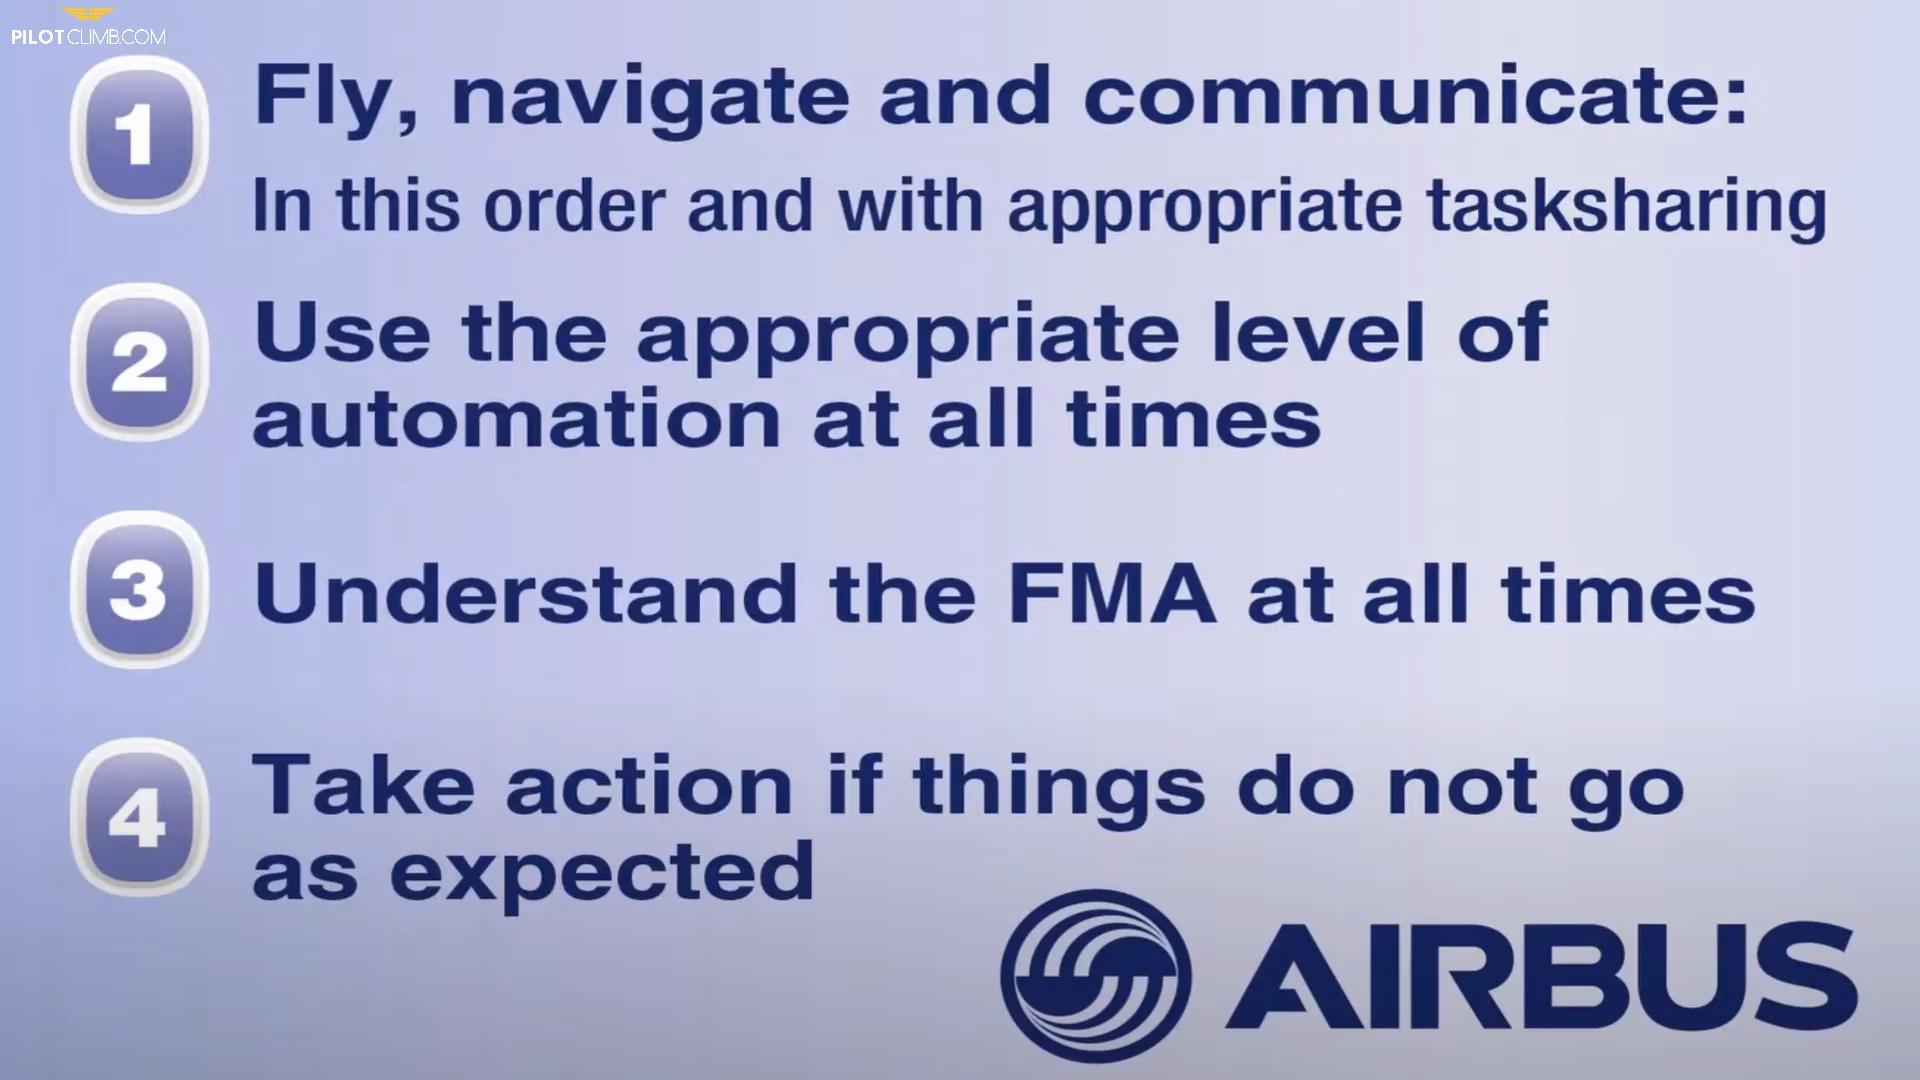 PILOTCLIMB.COM
1
Fly, navigate and communicate:
In this order and with appropriate tasksharing
2
Use the appropriate level of
automation at all times
3
Understand the FMA at all times
4
Take action if things do not go
as expected
AIRBUS